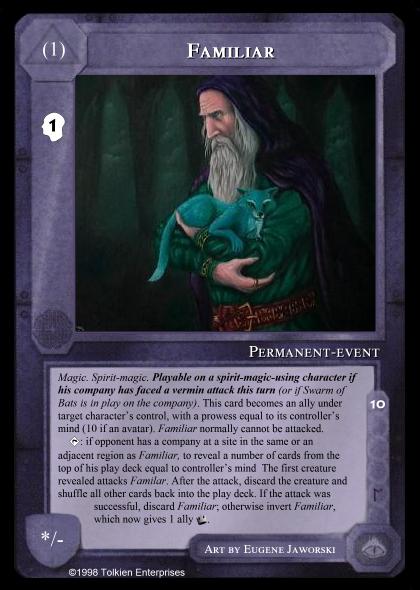 (1)
FAMILIAR
1
PERMANENT-EVENT
Magic. Spirit-magic. Playable on a spirit-magic-using character if
his company has faced a vermin attack this turn (or if Swarm of
Bats is in play on the company). This card becomes an ally under
target character's control, with a prowess equal to its controller's
mind (10 if an avatar). Familiar normally cannot be attacked.
: if opponent has a company at a site in the same or an
adjacent region as Familiar, to reveal a number of cards from the
top of his play deck equal to controller's mind The first creature
revealed attacks Familar. After the attack, discard the creature and
shuffle all other cards back into the play deck. If the attack was
successful, discard Familiar; otherwise invert Familiar,
which now gives 1 ally .
10
*/-
ART BY EUGENE JAWORSKI
©1998 Tolkien Enterprises